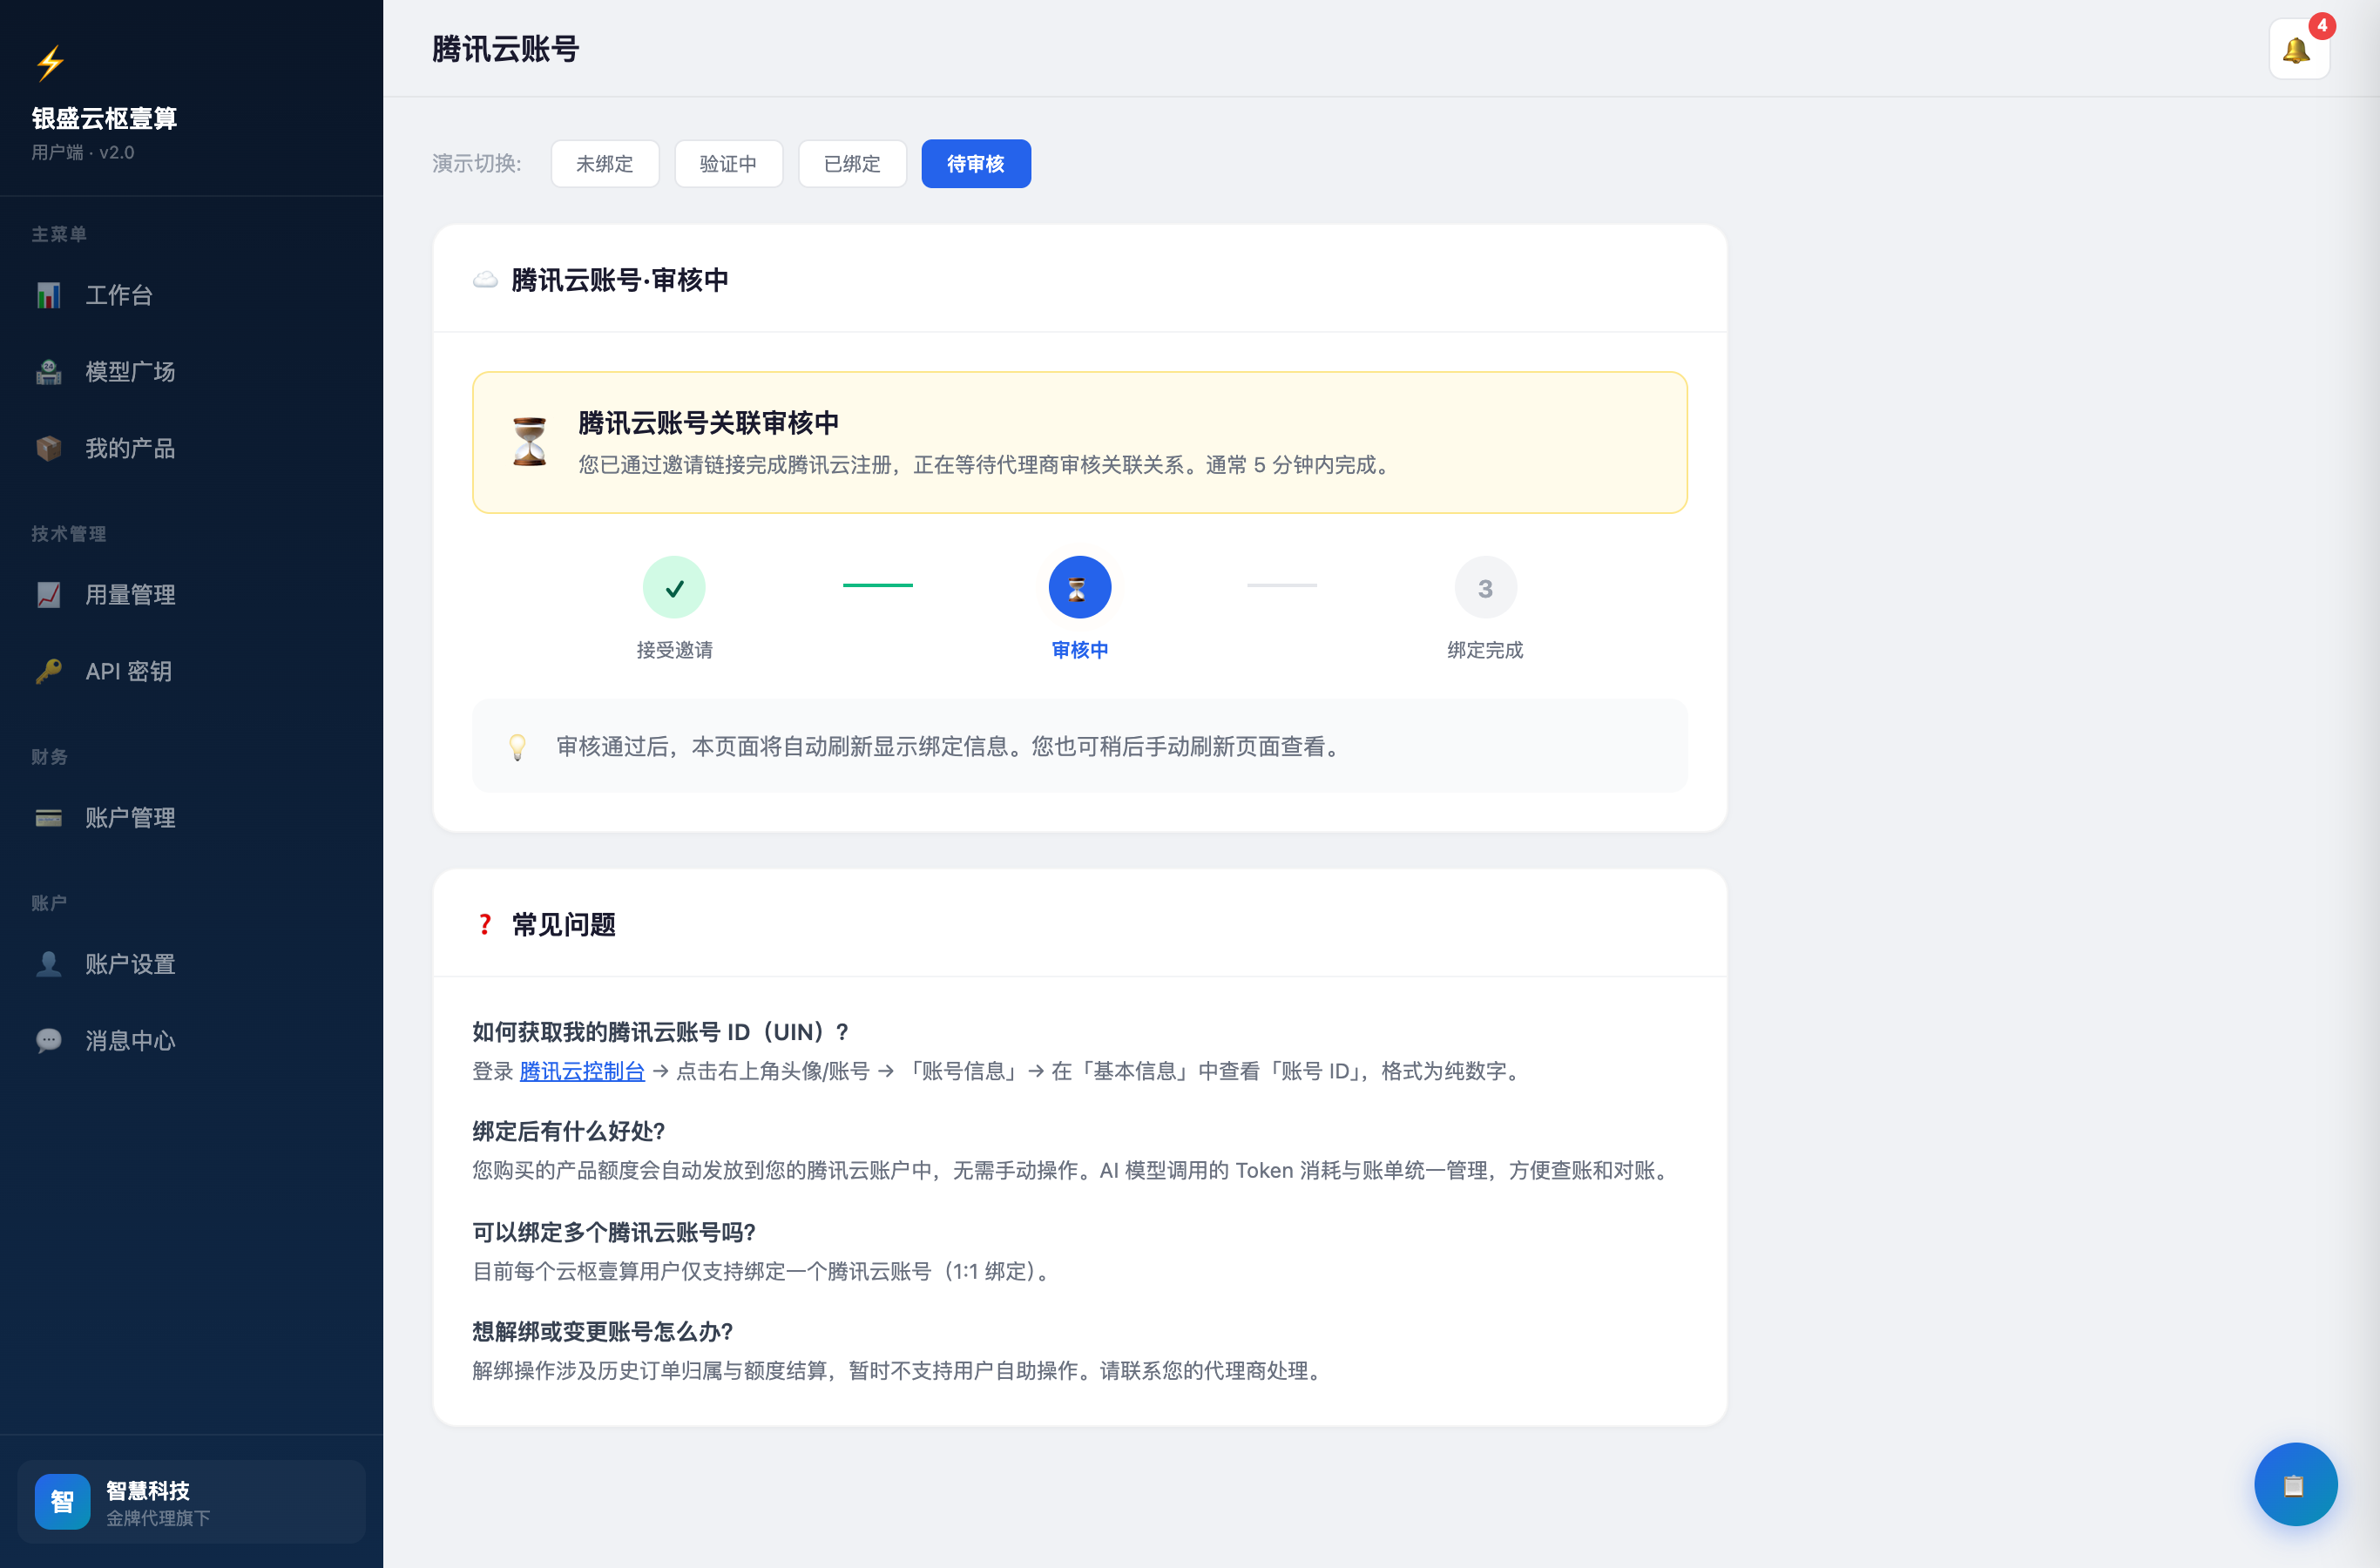 银盛云枢壹算
用户端 · v2.0
主菜单
工作台
模型广场
我的产品
技术管理
用量管理
API 密钥
财务
账户管理
账户
账户设置
消息中心
智
智慧科技
金牌代理旗下
腾讯云账号
4
演示切换: 未绑定 验证中 已绑定 待审核
腾讯云账号·审核中
腾讯云账号关联审核中
您已通过邀请链接完成腾讯云注册，正在等待代理商审核关联关系。通常 5 分钟内完成。
3
接受邀请 审核中 绑定完成
审核通过后，本页面将自动刷新显示绑定信息。您也可稍后手动刷新页面查看。
❓ 常见问题
如何获取我的腾讯云账号 ID（UIN）?
登录 腾讯云控制台 → 点击右上角头像/账号 → 「账号信息」→ 在「基本信息」中查看「账号 ID」，格式为纯数字。
绑定后有什么好处?
您购买的产品额度会自动发放到您的腾讯云账户中，无需手动操作。AI 模型调用的 Token 消耗与账单统一管理，方便查账和对账。
可以绑定多个腾讯云账号吗?
目前每个云枢壹算用户仅支持绑定一个腾讯云账号（1:1 绑定）。
想解绑或变更账号怎么办?
解绑操作涉及历史订单归属与额度结算，暂时不支持用户自助操作。请联系您的代理商处理。